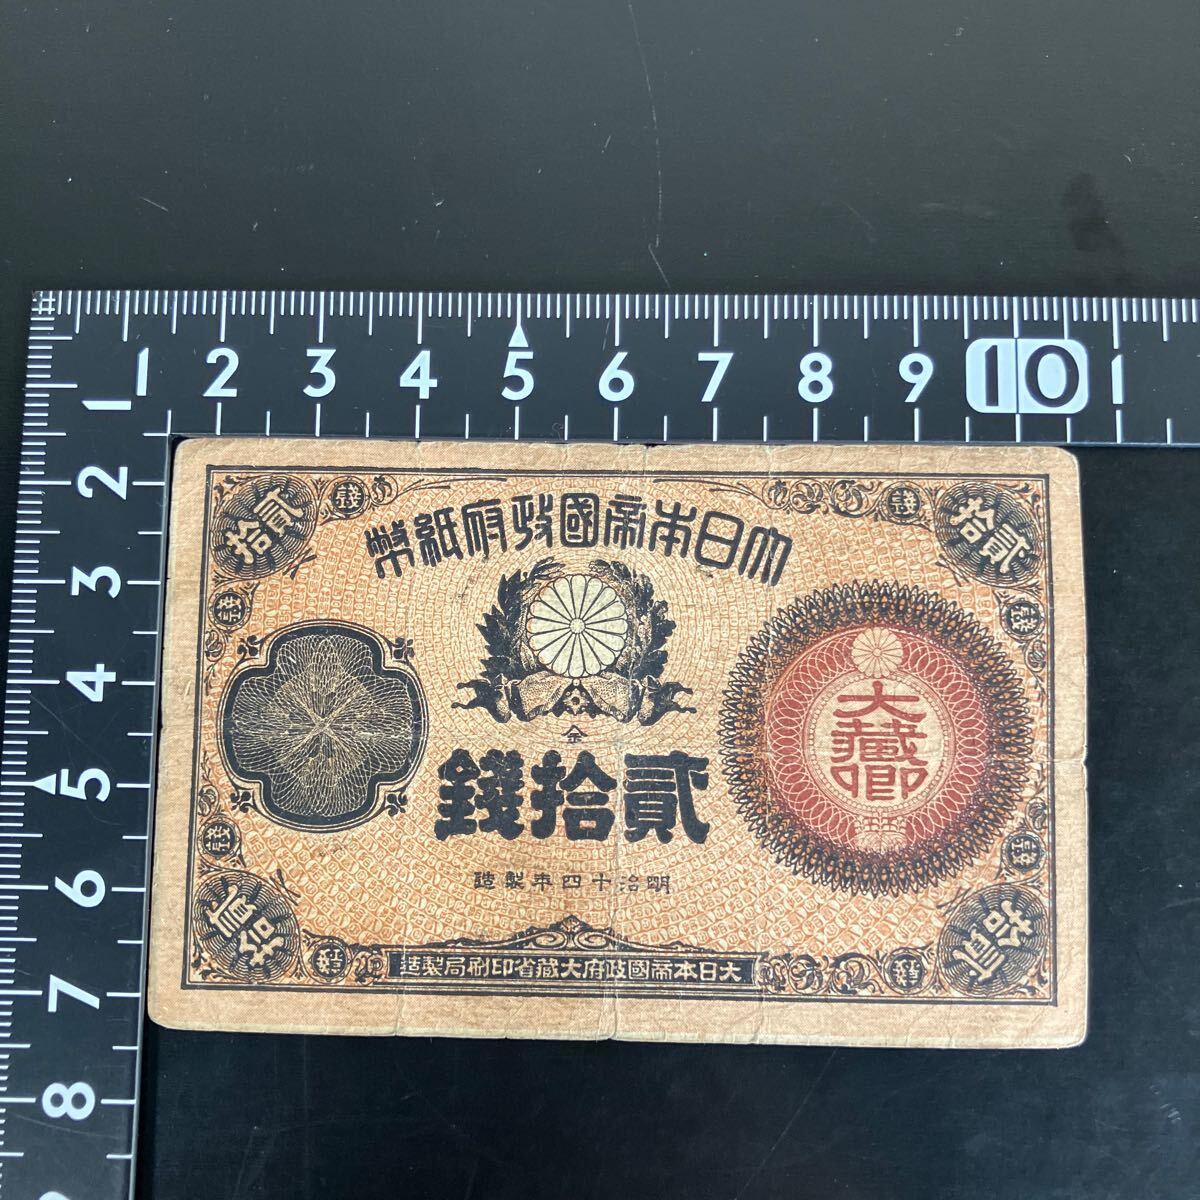 1 2 3 4 5 6 7 8 9 10
1
2
3
4
5
6
7
8
大日本帝國政府紙幣
貳拾
貳拾
大藏卿
金
貳拾錢
明治十四年製造
貳拾
貳拾
大日本帝國政府大藏省印刷局製造